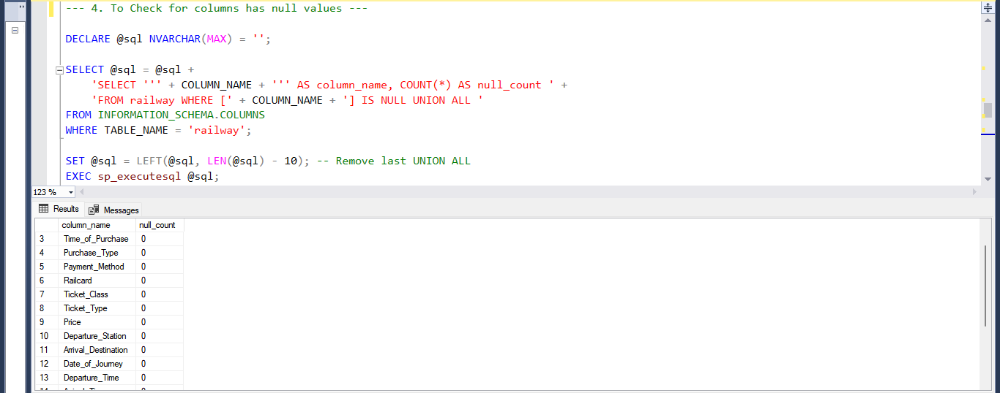 --- 4. To Check for columns has null values ---
DECLARE @sql NVARCHAR(MAX) = '';
SELECT @sql = @sql +
'SELECT ''' + COLUMN_NAME + ''' AS column_name, COUNT(*) AS null_count ' +
'FROM railway WHERE [' + COLUMN_NAME + '] IS NULL UNION ALL '
FROM INFORMATION_SCHEMA.COLUMNS
WHERE TABLE_NAME = 'railway';
SET @sql = LEFT(@sql, LEN(@sql) - 10); -- Remove last UNION ALL
EXEC sp_executesql @sql;
123 %
Results Messages
column_name null_count
3 Time_of_Purchase 0
4 Purchase_Type 0
5 Payment_Method 0
6 Railcard 0
7 Ticket_Class 0
8 Ticket_Type 0
9 Price 0
10 Departure_Station 0
11 Arrival_Destination 0
12 Date_of_Journey 0
13 Departure_Time 0